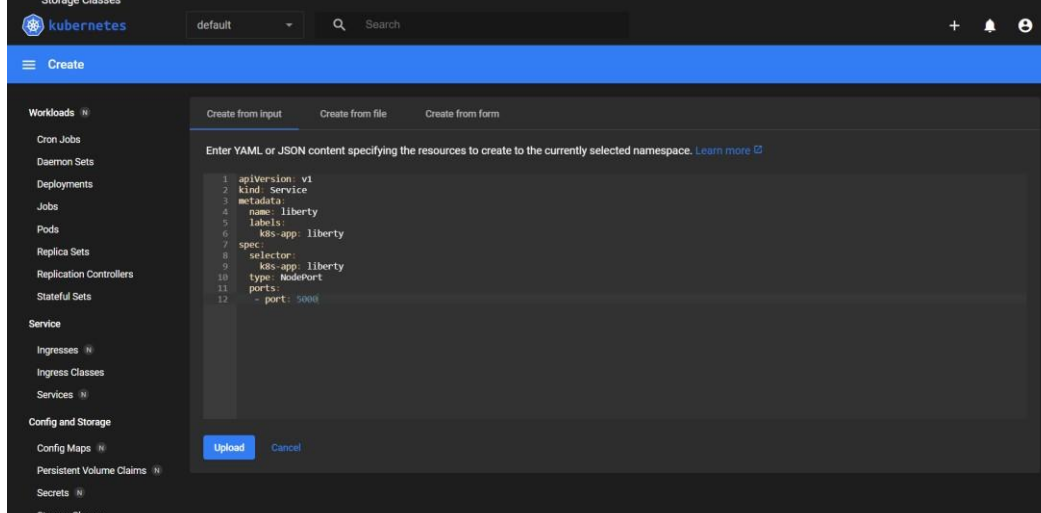 Storage Classes
kubernetes
default
Search
Create
Workloads N
Cron Jobs
Daemon Sets
Deployments
Jobs
Pods
Replica Sets
Replication Controllers
Stateful Sets
Service
Ingresses N
Ingress Classes
Services N
Config and Storage
Config Maps N
Persistent Volume Claims N
Secrets N
Create from input Create from file Create from form
Enter YAML or JSON content specifying the resources to create to the currently selected namespace. Learn more
1 apiVersion: v1
2 kind: Service
3 metadata:
4 name: liberty
5 labels:
6 k8s-app: liberty
7 spec:
8 selector:
9 k8s-app: liberty
10 type: NodePort
11 ports:
12 - port: 5000
Upload Cancel